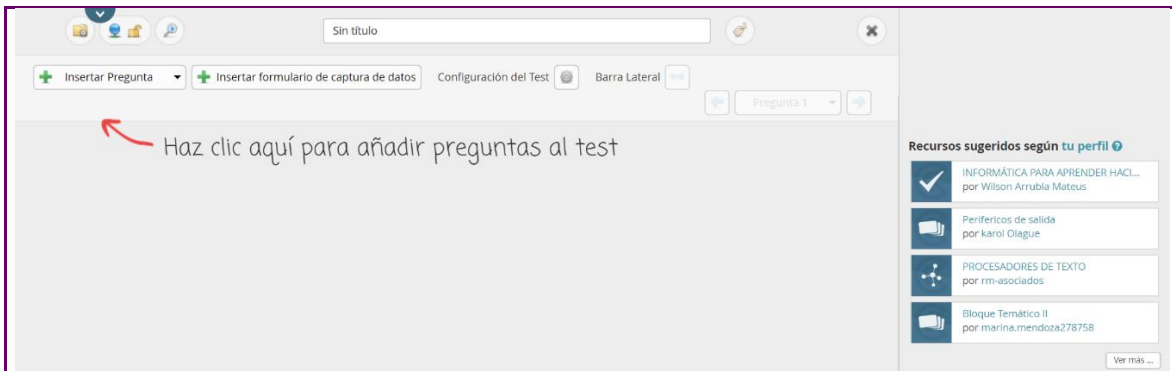 Sin título
Insertar Pregunta
Insertar formulario de captura de datos
Configuración del Test
Barra Lateral
Pregunta 1
Haz clic aquí para añadir preguntas al test
Recursos sugeridos según tu perfil
INFORMÁTICA PARA APRENDER HACI...
por Wilson Arrubla Mateus
Perifericos de salida
por karol Olague
PROCESADORES DE TEXTO
por rm-asociados
Bloque Temático II
por marina.mendoza278758
Ver más ...